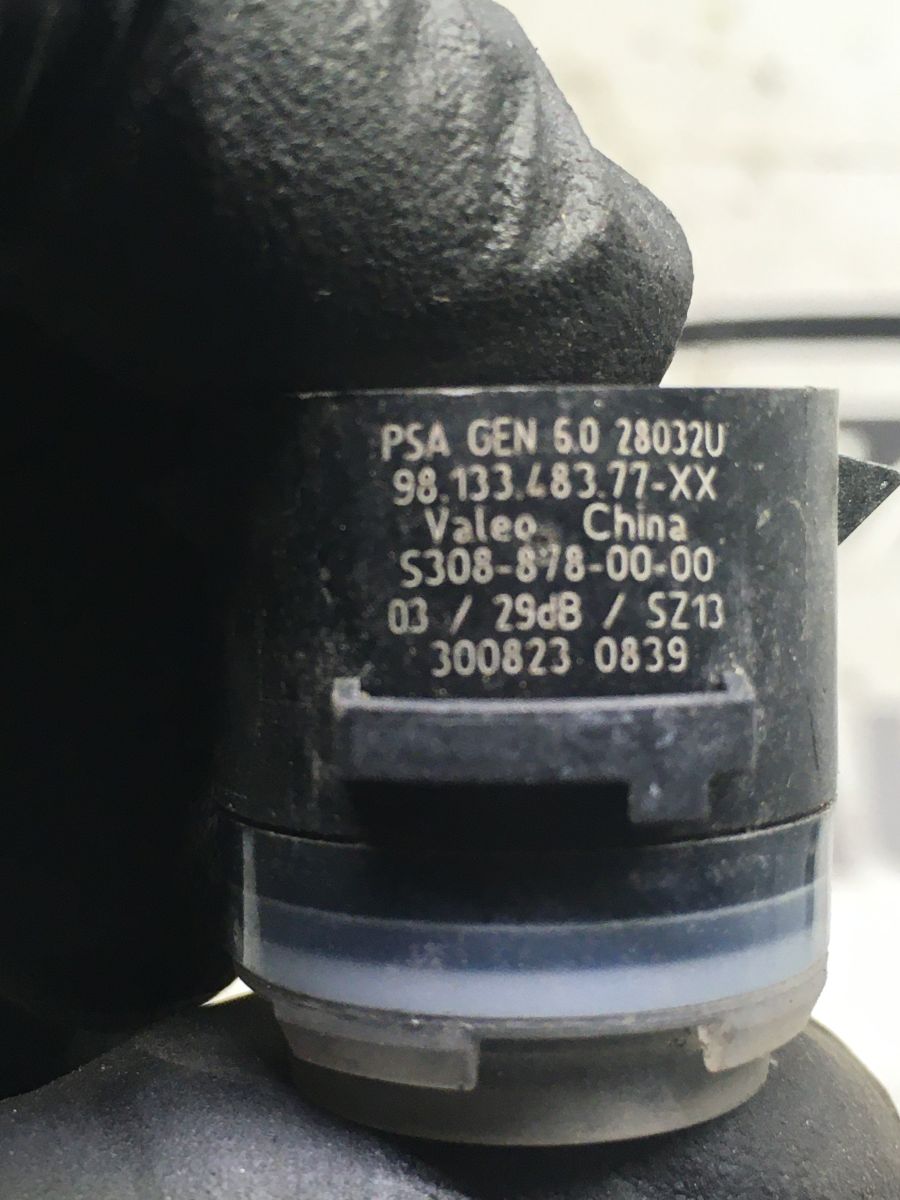 PSA GEN 6.0 28032U
98.133.483.77-XX
Valeo China
S308-878-00-00
03 / 29dB / SZ13
300823 0839